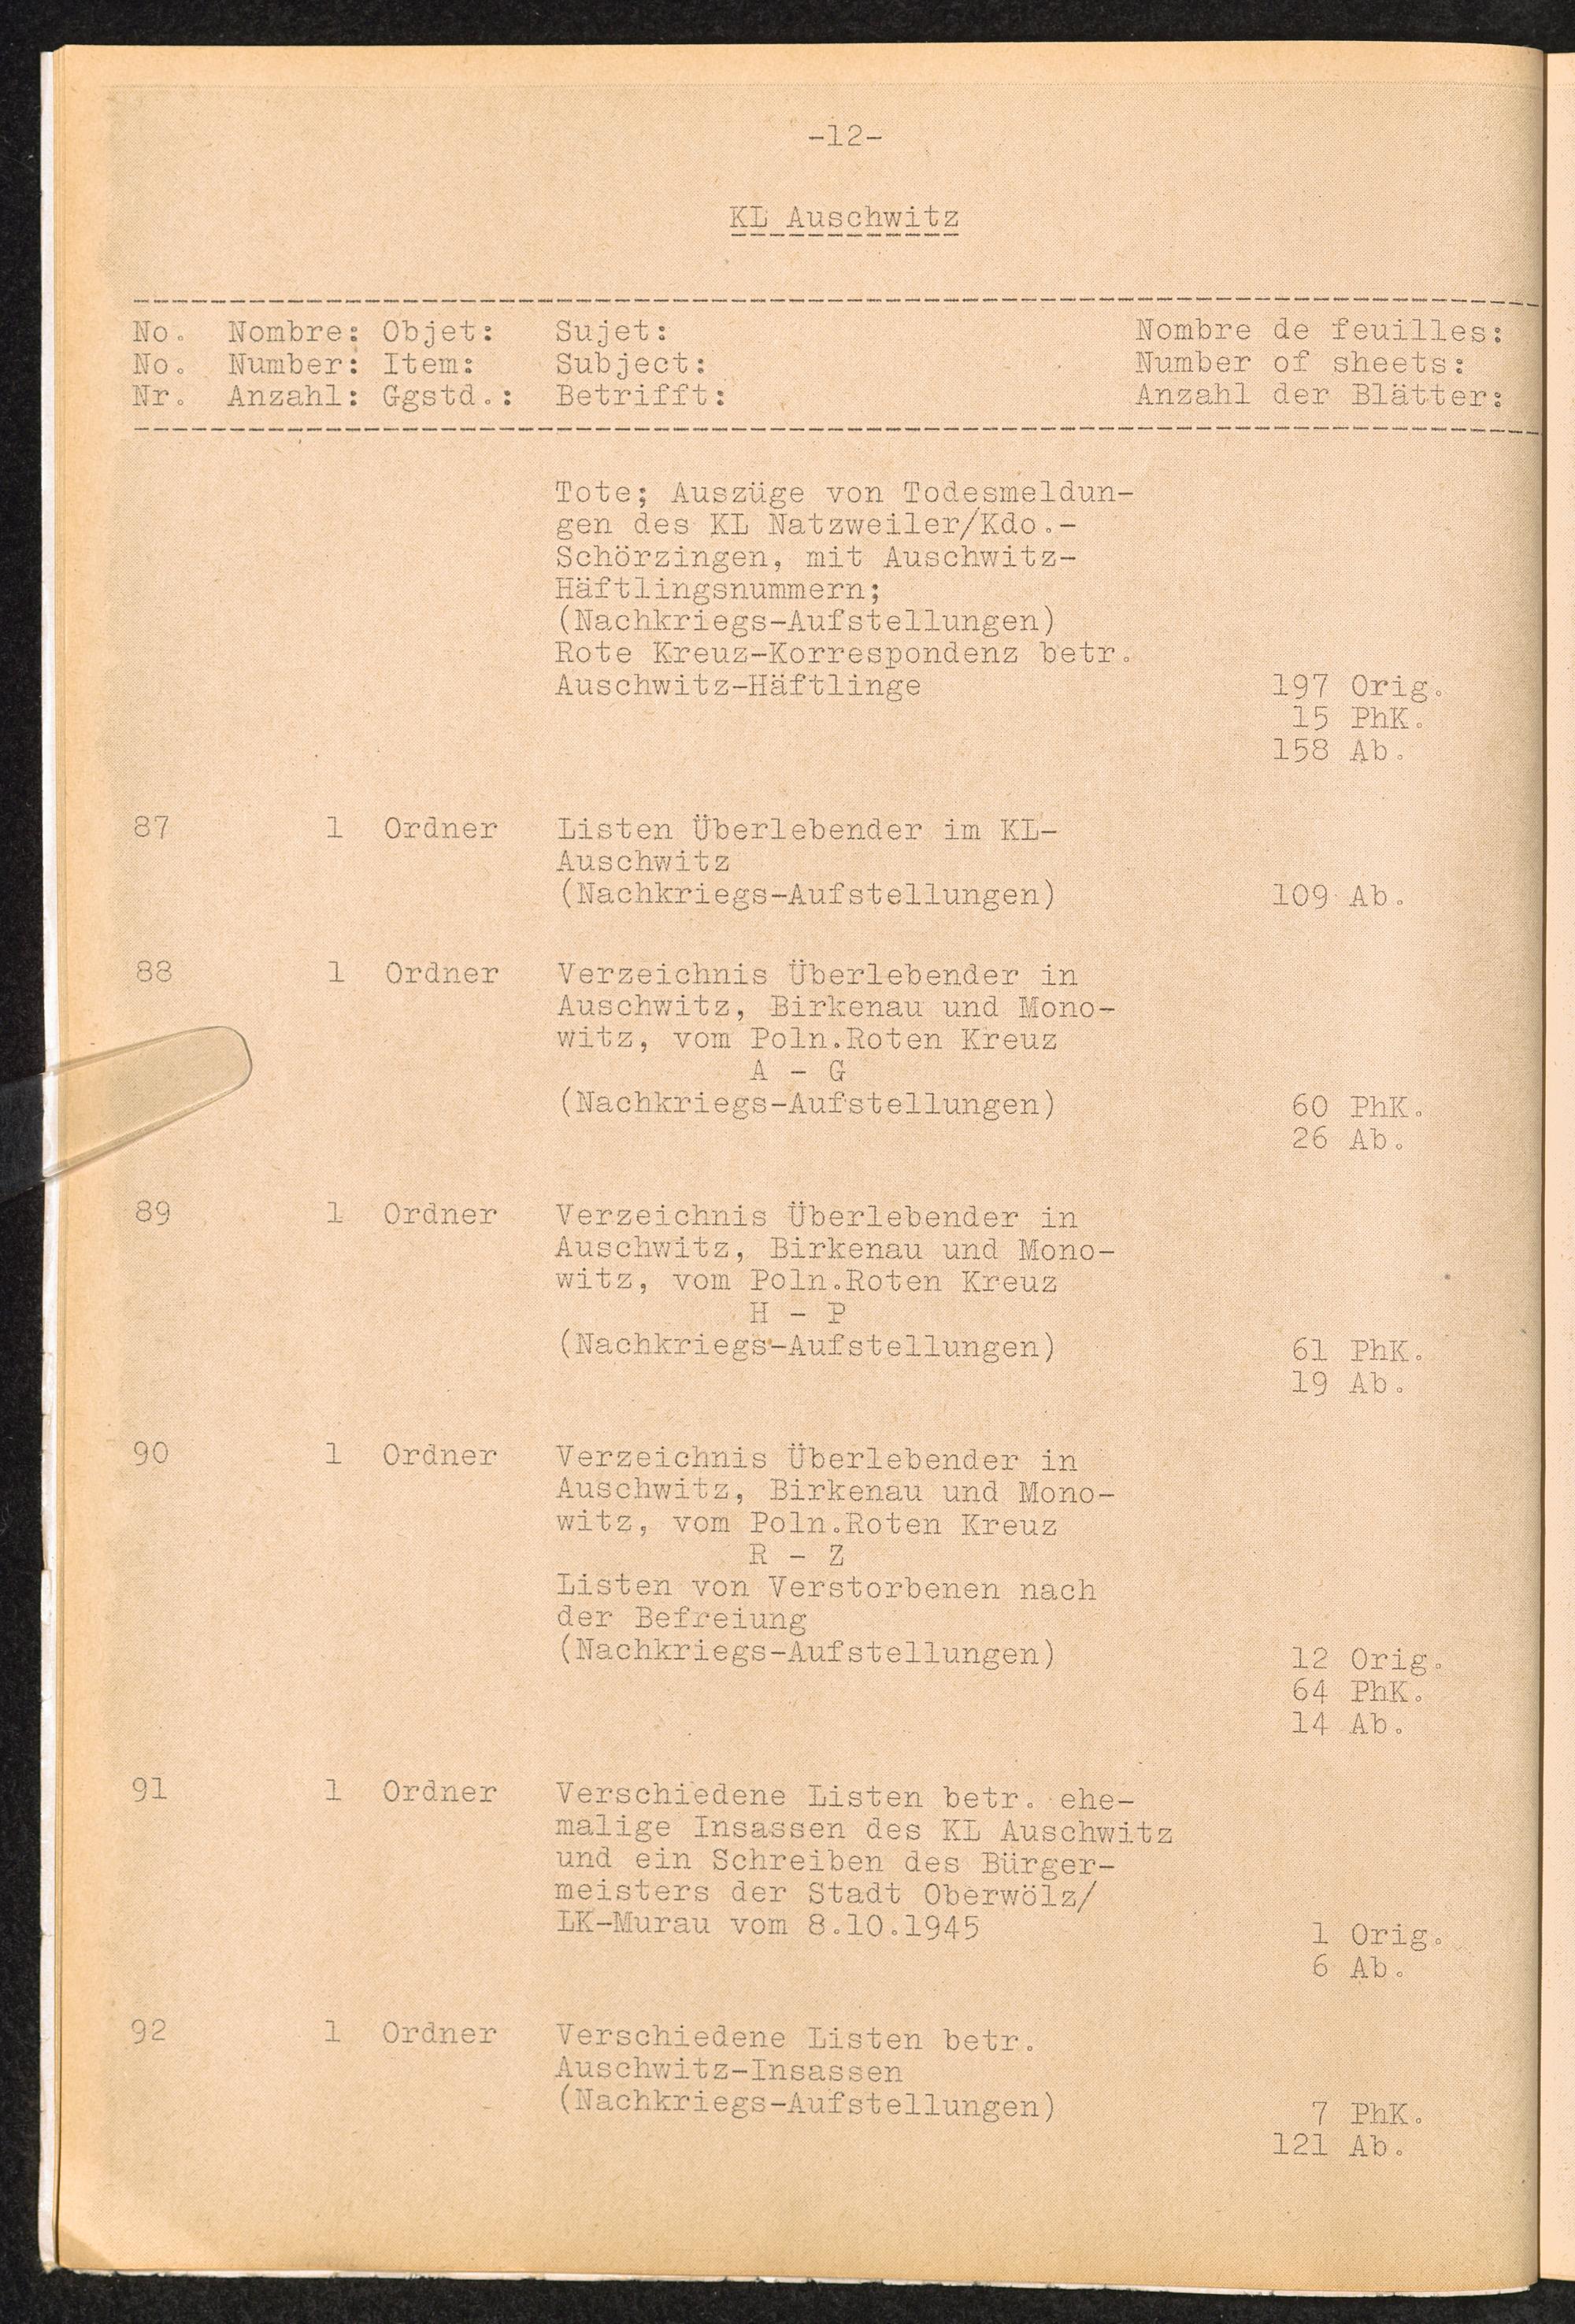 -12-
KL Auschwitz
No. Nombre: Objet: Sujet: Nombre de feuilles:
No. Number: Item: Subject: Number of sheets:
Nr. Anzahl: Ggstd.: Betrifft: Anzahl der Blätter:
Tote; Auszüge von Todesmeldun-
gen des KL Natzweiler/Kdo.-
Schörzingen, mit Auschwitz-
Häftlingsnummern;
(Nachkriegs-Aufstellungen)
Rote Kreuz-Korrespondenz betr.
Auschwitz-Häftlinge 197 Orig.
15 PhK.
158 Ab.
87 1 Ordner Listen Überlebender im KL-
Auschwitz
(Nachkriegs-Aufstellungen) 109 Ab.
88 1 Ordner Verzeichnis Überlebender in
Auschwitz, Birkenau und Mono-
witz, vom Poln.Roten Kreuz
A - G
(Nachkriegs-Aufstellungen) 60 PhK.
26 Ab.
89 1 Ordner Verzeichnis Überlebender in
Auschwitz, Birkenau und Mono-
witz, vom Poln.Roten Kreuz
H - P
(Nachkriegs-Aufstellungen) 61 PhK.
19 Ab.
90 1 Ordner Verzeichnis Überlebender in
Auschwitz, Birkenau und Mono-
witz, vom Poln.Roten Kreuz
R - Z
Listen von Verstorbenen nach
der Befreiung
(Nachkriegs-Aufstellungen) 12 Orig.
64 PhK.
14 Ab.
91 1 Ordner Verschiedene Listen betr. ehe-
malige Insassen des KL Auschwitz
und ein Schreiben des Bürger-
meisters der Stadt Oberwölz/
LK-Murau vom 8.10.1945 1 Orig.
6 Ab.
92 1 Ordner Verschiedene Listen betr.
Auschwitz-Insassen
(Nachkriegs-Aufstellungen) 7 PhK.
121 Ab.